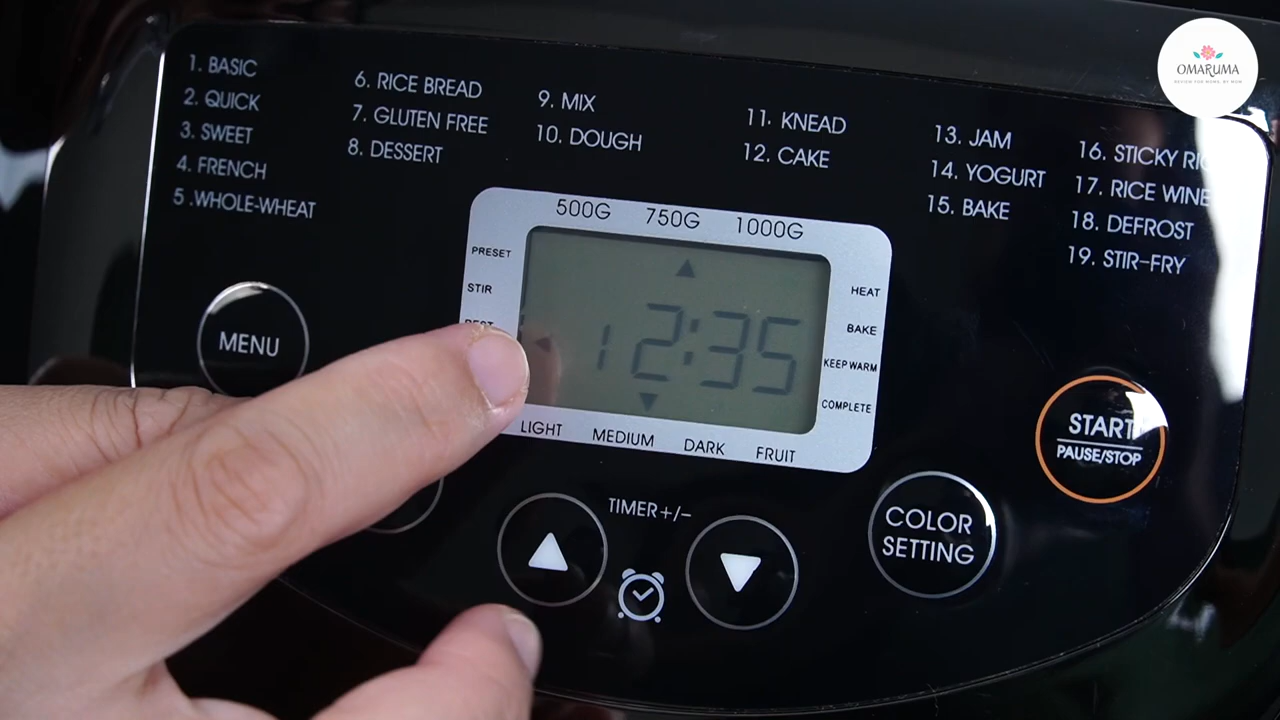 OMARUMA
1. BASIC
2. QUICK
3. SWEET
4. FRENCH
5 .WHOLE-WHEAT
6. RICE BREAD
7. GLUTEN FREE
8. DESSERT
9. MIX
10. DOUGH
11. KNEAD
12. CAKE
13. JAM
14. YOGURT
15. BAKE
16. STICKY
17. RICE WINE
18. DEFROST
19. STIR-FRY
500G 750G 1000G
PRESET
STIR
HEAT
BAKE
KEEP WARM
COMPLETE
1 2:35
LIGHT MEDIUM DARK FRUIT
MENU
TIMER+/-
COLOR
SETTING
START
PAUSE/STOP